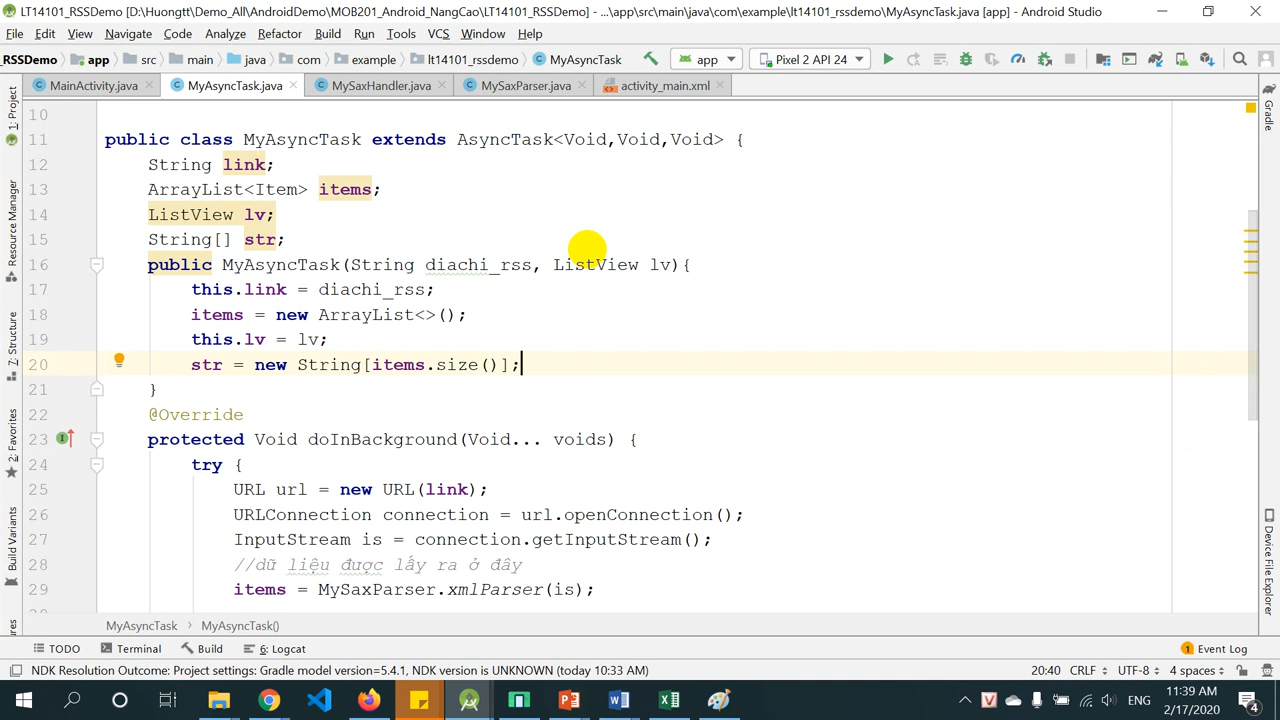 LT14101_RSSDemo [D:\Huongtt\Demo_All\AndroidDemo\MOB201_Android_NangCao\LT14101_RSSDemo] - ...\app\src\main\java\com\example\lt14101_rssdemo\MyAsyncTask.java [app] - Android Studio
File Edit View Navigate Code Analyze Refactor Build Run Tools VCS Window Help
_RSSDemo app src main java com example lt14101_rssdemo MyAsyncTask app Pixel 2 API 24
MainActivity.java MyAsyncTask.java MySaxHandler.java MySaxParser.java activity_main.xml
1: Project
Resource Manager
7: Structure
2: Favorites
Build Variants
Gradle
Device File Explorer
10
11 public class MyAsyncTask extends AsyncTask<Void,Void,Void> {
12 String link;
13 ArrayList<Item> items;
14 ListView lv;
15 String[] str;
16 public MyAsyncTask(String diachi_rss, ListView lv){
17 this.link = diachi_rss;
18 items = new ArrayList<>();
19 this.lv = lv;
20 str = new String[items.size()];
21 }
22 @Override
23 protected Void doInBackground(Void... voids) {
24 try {
25 URL url = new URL(link);
26 URLConnection connection = url.openConnection();
27 InputStream is = connection.getInputStream();
28 //dữ liệu được lấy ra ở đây
29 items = MySaxParser.xmlParser(is);
MyAsyncTask MyAsyncTask()
TODO Terminal Build 6: Logcat 1 Event Log
NDK Resolution Outcome: Project settings: Gradle model version=5.4.1, NDK version is UNKNOWN (today 10:33 AM) 20:40 CRLF UTF-8 4 spaces
ENG 11:39 AM
2/17/2020 4